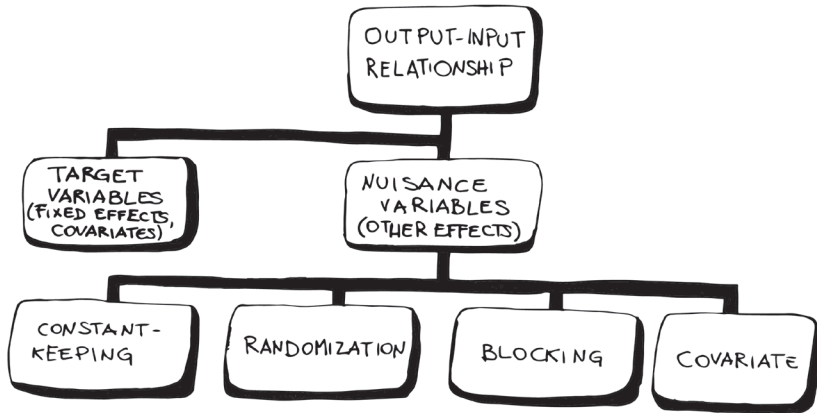 OUTPUT-INPUT
RELATIONSHIP
TARGET
VARIABLES
(FIXED EFFECTS,
COVARIATES)
NUISANCE
VARIABLES
(OTHER EFFECTS)
CONSTANT-
KEEPING
RANDOMIZATION
BLOCKING
COVARIATE